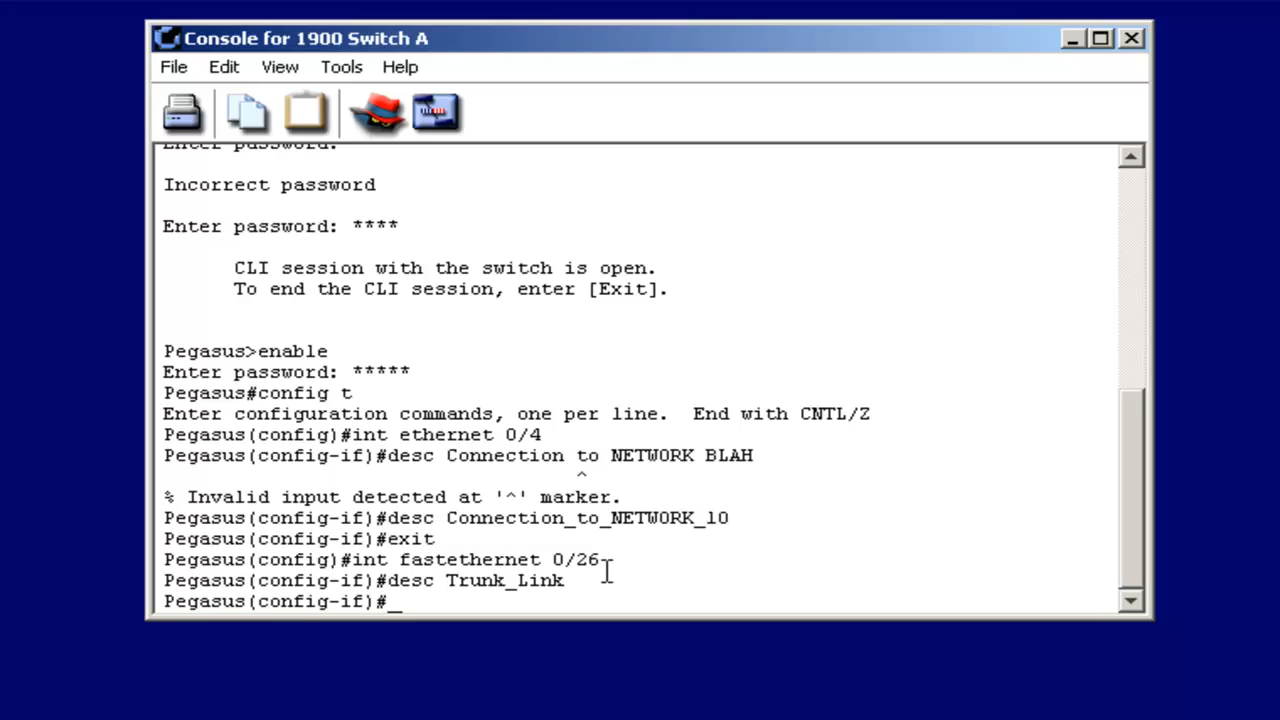 Console for 1900 Switch A
File Edit View Tools Help
Enter password:
Incorrect password
Enter password: ****
CLI session with the switch is open.
To end the CLI session, enter [Exit].
Pegasus>enable
Enter password: *****
Pegasus#config t
Enter configuration commands, one per line.  End with CNTL/Z
Pegasus(config)#int ethernet 0/4
Pegasus(config-if)#desc Connection to NETWORK BLAH
^
% Invalid input detected at '^' marker.
Pegasus(config-if)#desc Connection_to_NETWORK_10
Pegasus(config-if)#exit
Pegasus(config)#int fastethernet 0/26
Pegasus(config-if)#desc Trunk_Link
Pegasus(config-if)#_